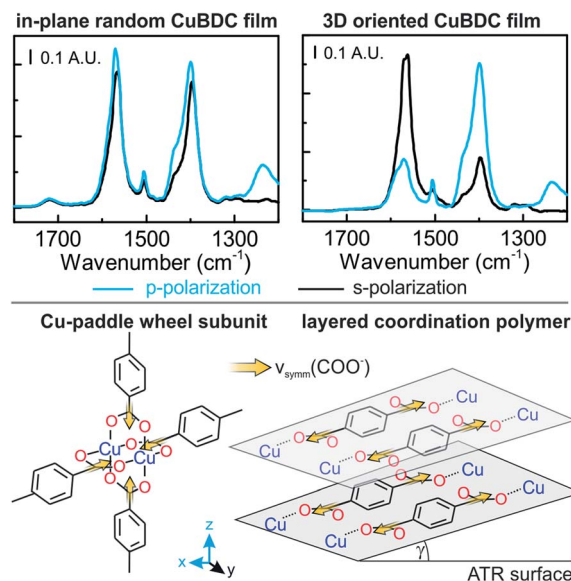 in-plane random CuBDC film
3D oriented CuBDC film
0.1 A.U.
0.1 A.U.
1700 1500 1300
1700 1500 1300
Wavenumber (cm⁻¹)
Wavenumber (cm⁻¹)
p-polarization
s-polarization
Cu-paddle wheel subunit
layered coordination polymer
νsymm(COO⁻)
O O
Cu O
O Cu
O O
z
x
y
Cu
O O
O O
Cu
Cu
O O
O O
Cu
Cu
O O
O O
Cu
Cu
O O
O O
Cu
γ
ATR surface